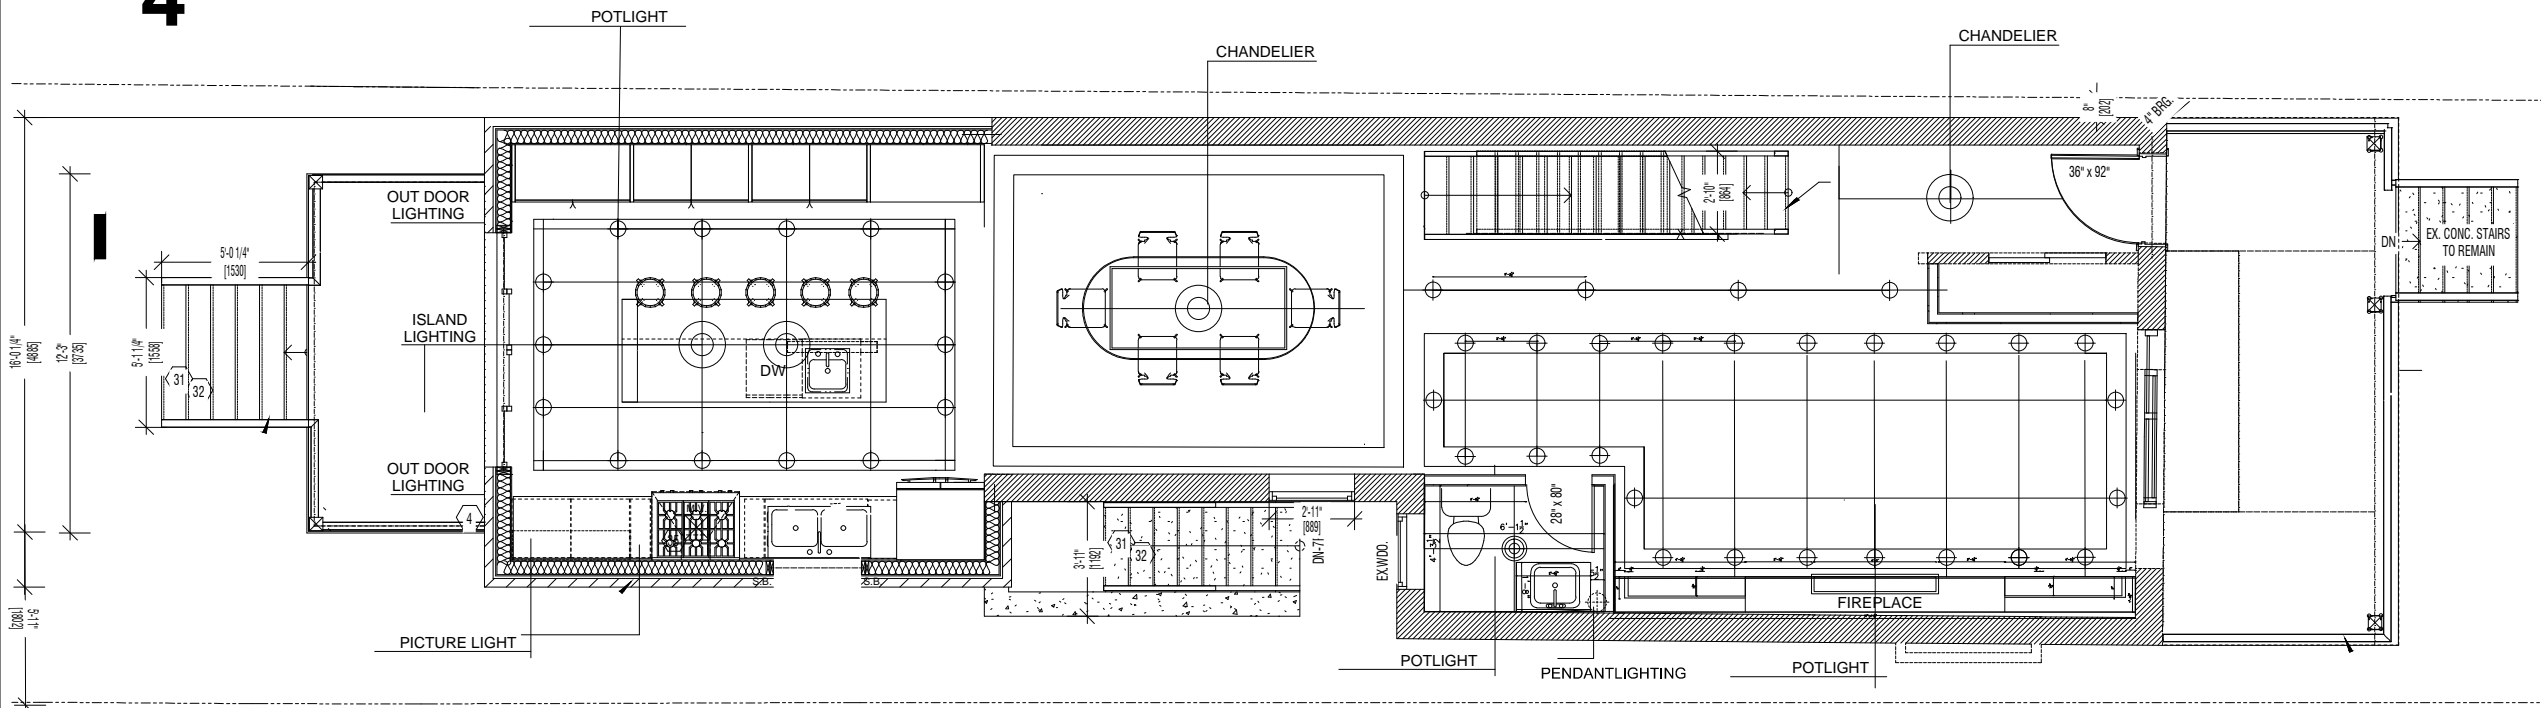 4
POTLIGHT
CHANDELIER
CHANDELIER
8"
[202]
4" BRG.
36" x 92"
2'-10"
[864]
OUT DOOR
LIGHTING
5'-0 1/4"
[1530]
DN
EX. CONC. STAIRS
TO REMAIN
16'-0 1/4"
[4885]
12'-3"
[3735]
5'-1 1/4"
[1558]
ISLAND
LIGHTING
31
32
DW
OUT DOOR
LIGHTING
4
28" x 80"
2'-11"
[889]
6'-1½"
3'-11"
[1192]
31
32
DN-7T
EX.WDO.
S.B.
S.B.
5'-11"
[1802]
FIREPLACE
PICTURE LIGHT
POTLIGHT
PENDANTLIGHTING
POTLIGHT